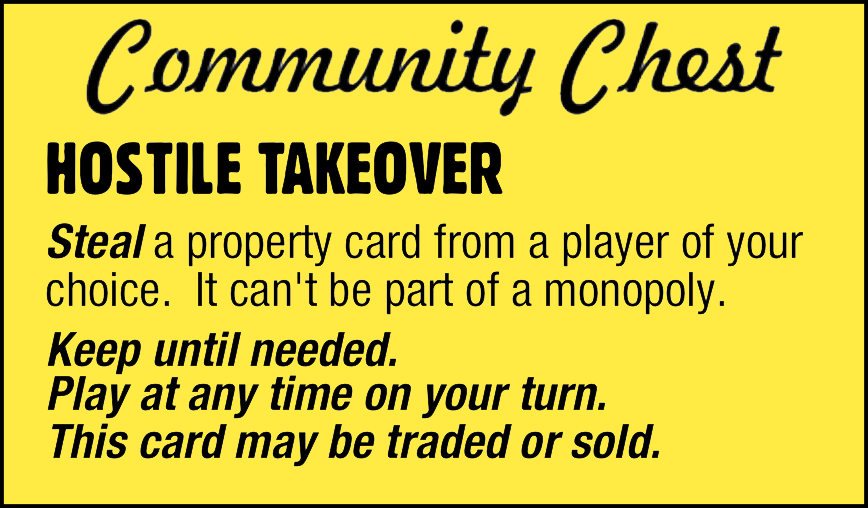 Community Chest
HOSTILE TAKEOVER
Steal a property card from a player of your
choice.  It can't be part of a monopoly.
Keep until needed.
Play at any time on your turn.
This card may be traded or sold.